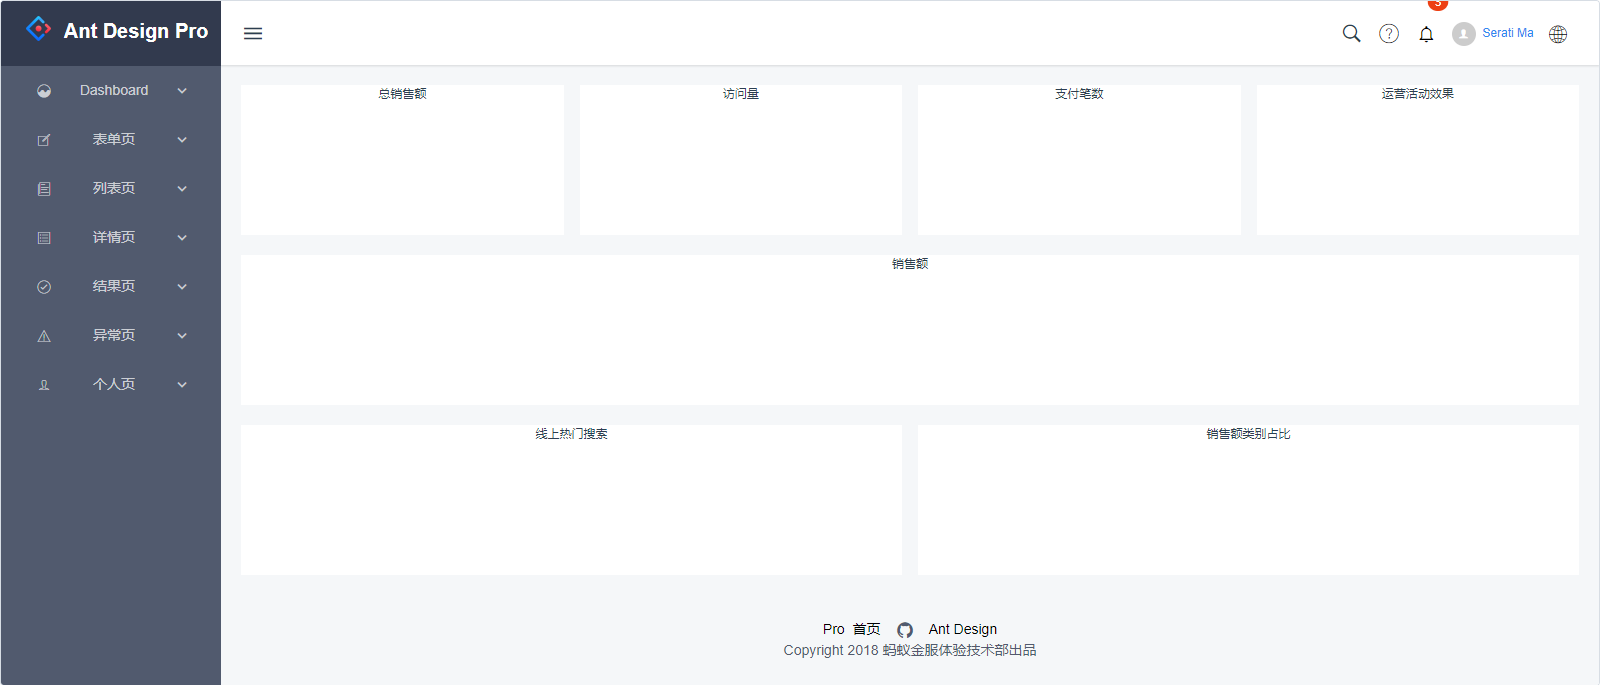 Ant Design Pro
3
?
Serati Ma
Dashboard
表单页
列表页
详情页
结果页
异常页
个人页
总销售额
访问量
支付笔数
运营活动效果
销售额
线上热门搜索
销售额类别占比
Pro 首页 Ant Design
Copyright 2018 蚂蚁金服体验技术部出品